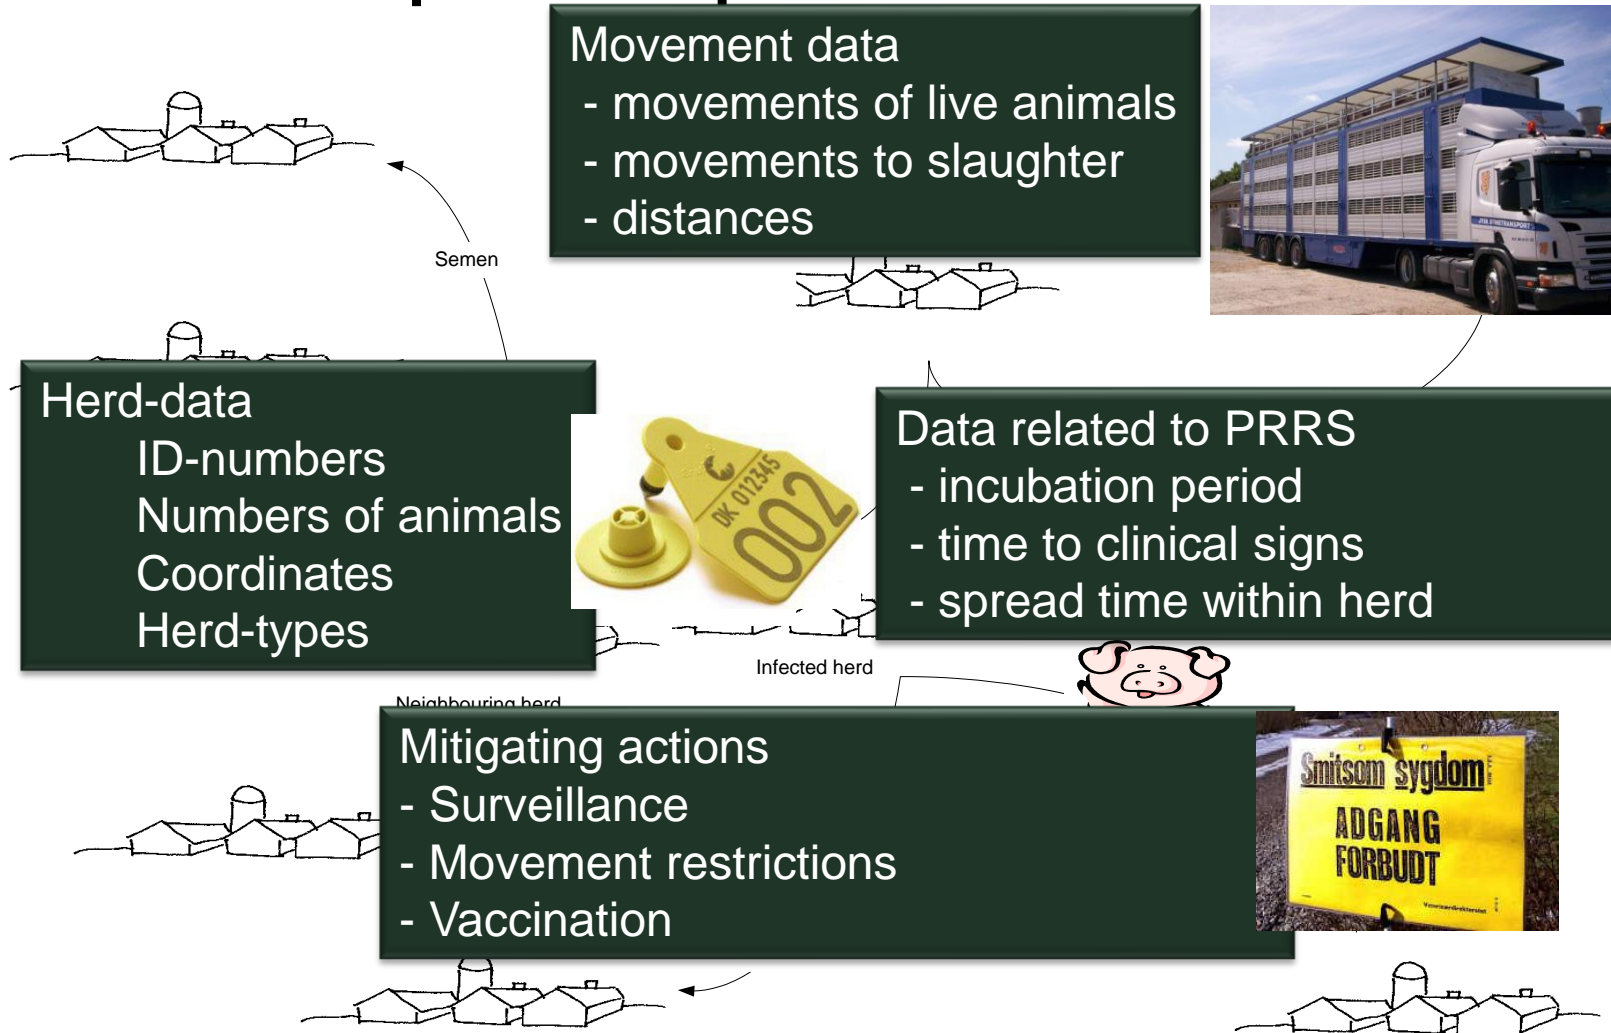 Movement data
- movements of live animals
- movements to slaughter
- distances
Semen
Herd-data
ID-numbers
Numbers of animals
Coordinates
Herd-types
DK 012345
002
Data related to PRRS
- incubation period
- time to clinical signs
- spread time within herd
Infected herd
Neighbouring herd
Mitigating actions
- Surveillance
- Movement restrictions
- Vaccination
Smitsom sygdom
ADGANG
FORBUDT
Veterinærdirektoratet